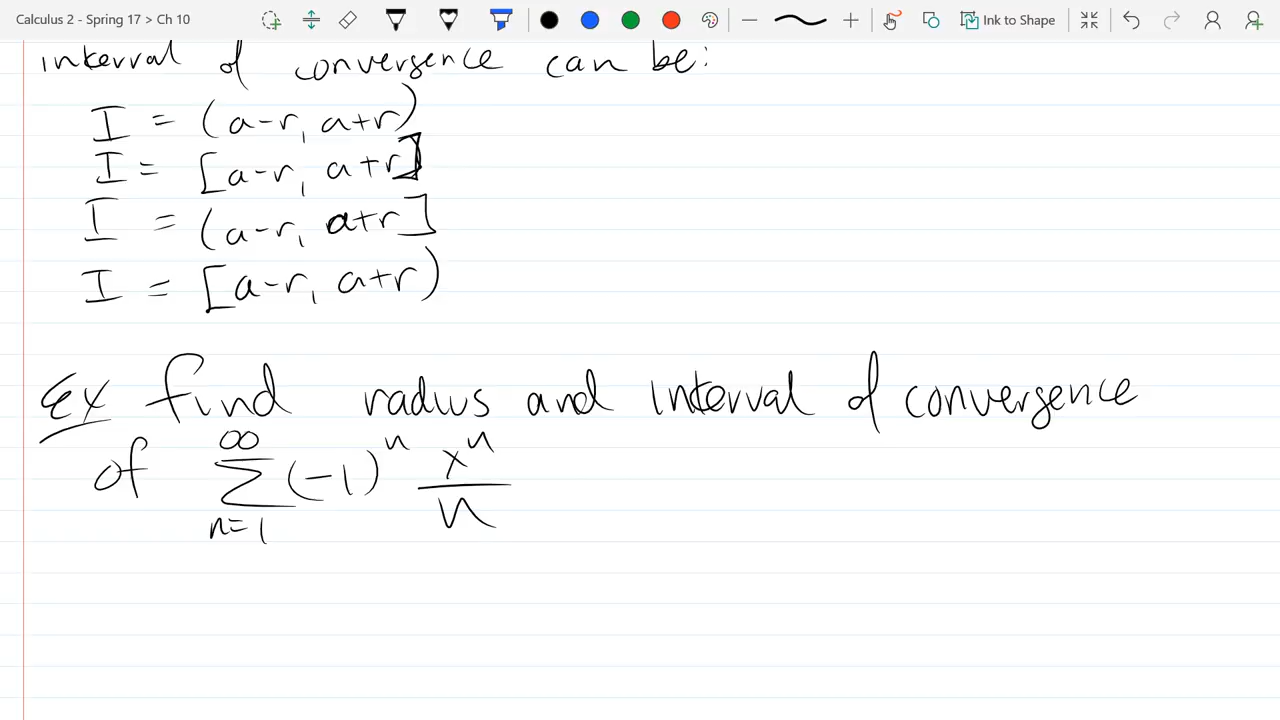 Calculus 2 - Spring 17 > Ch 10
Ink to Shape
interval of convergence can be:
I = (a-r, a+r)
I = [a-r, a+r]
I = (a-r, a+r]
I = [a-r, a+r)
Ex find radius and interval of convergence
of ∞∑n=1 (-1)^n x^n/n